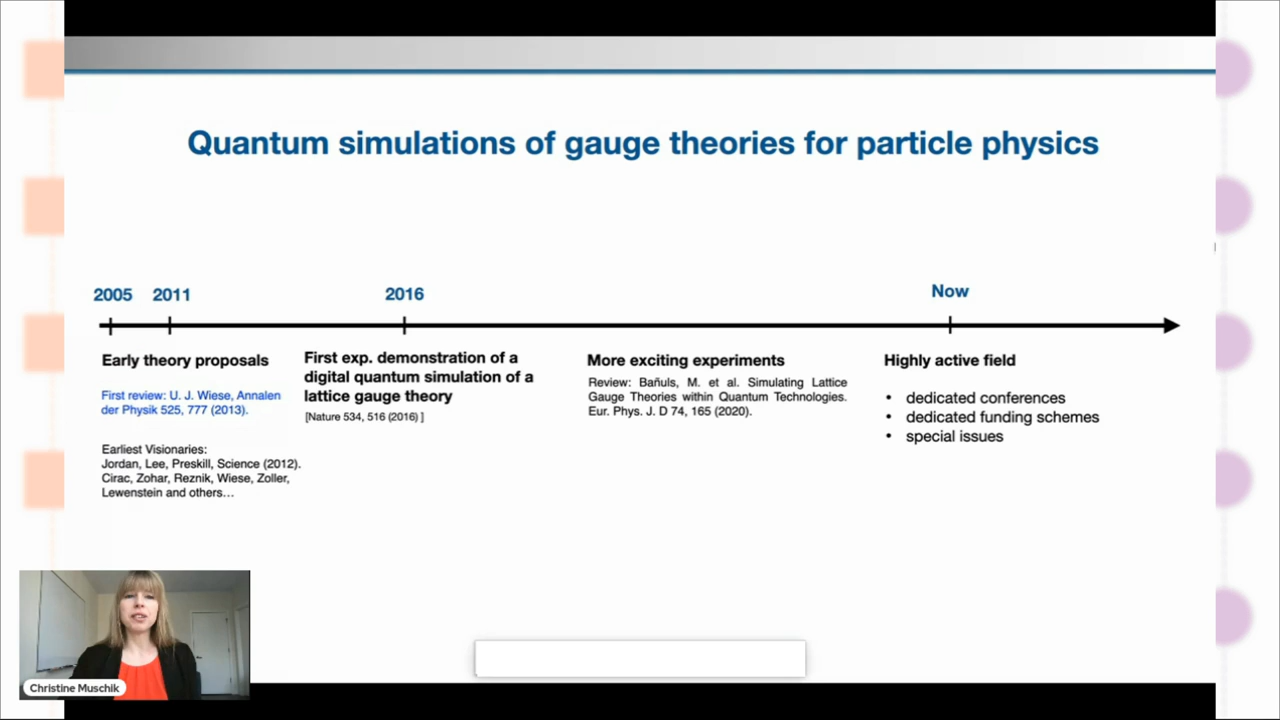 Quantum simulations of gauge theories for particle physics
2005
2011
2016
Now
Early theory proposals
First review: U. J. Wiese, Annalen
der Physik 525, 777 (2013).
Earliest Visionaries:
Jordan, Lee, Preskill, Science (2012).
Cirac, Zohar, Reznik, Wiese, Zoller,
Lewenstein and others…
First exp. demonstration of a
digital quantum simulation of a
lattice gauge theory
[Nature 534, 516 (2016) ]
More exciting experiments
Review: Bañuls, M. et al. Simulating Lattice
Gauge Theories within Quantum Technologies.
Eur. Phys. J. D 74, 165 (2020).
Highly active field
• dedicated conferences
• dedicated funding schemes
• special issues
Christine Muschik